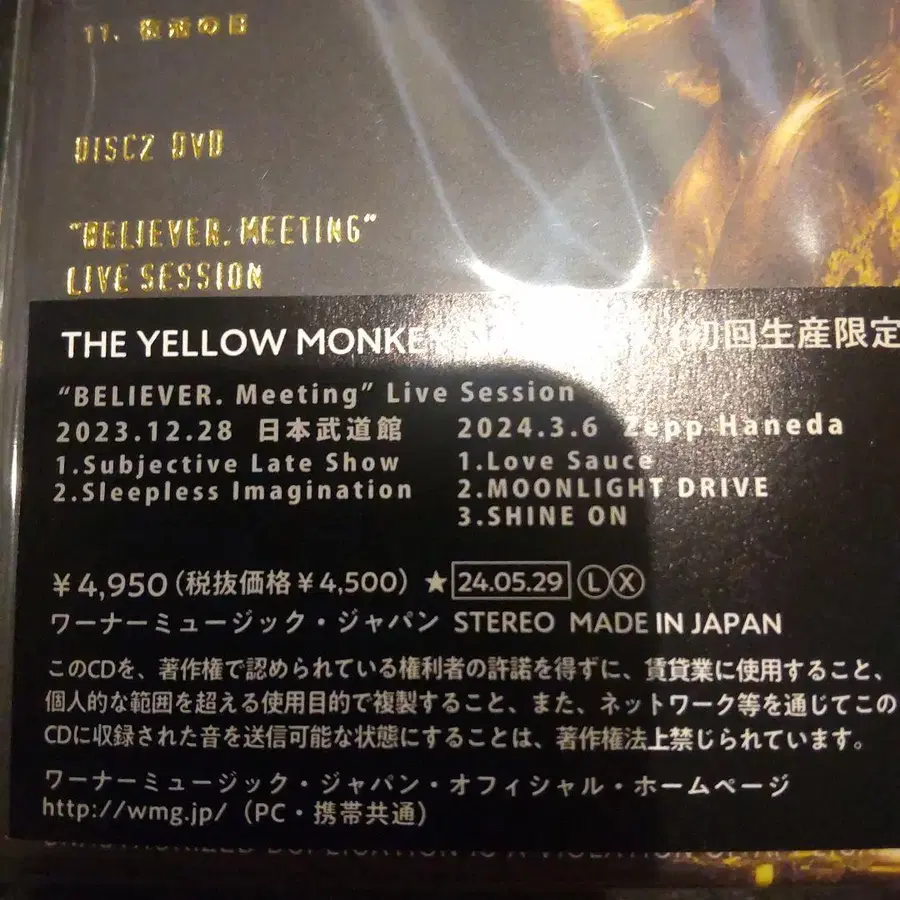 11. 復活の日
DISC2 DVD
"BELIEVER. MEETING"
LIVE SESSION
THE YELLOW MONKEY (初回生産限定
“BELIEVER. Meeting” Live Session
2023.12.28 日本武道館
1.Subjective Late Show
2.Sleepless Imagination
2024.3.6 Zepp Haneda
1.Love Sauce
2.MOONLIGHT DRIVE
3.SHINE ON
¥4,950(税抜価格¥4,500) ★24.05.29ⓁⓍ
ワーナーミュージック・ジャパン STEREO MADE IN JAPAN
このCDを、著作権で認められている権利者の許諾を得ずに、賃貸業に使用すること、
個人的な範囲を超える使用目的で複製すること、また、ネットワーク等を通じてこの
CDに収録された音を送信可能な状態にすることは、著作権法上禁じられています。
ワーナーミュージック・ジャパン・オフィシャル・ホームページ
http://wmg.jp/（PC・携帯共通）